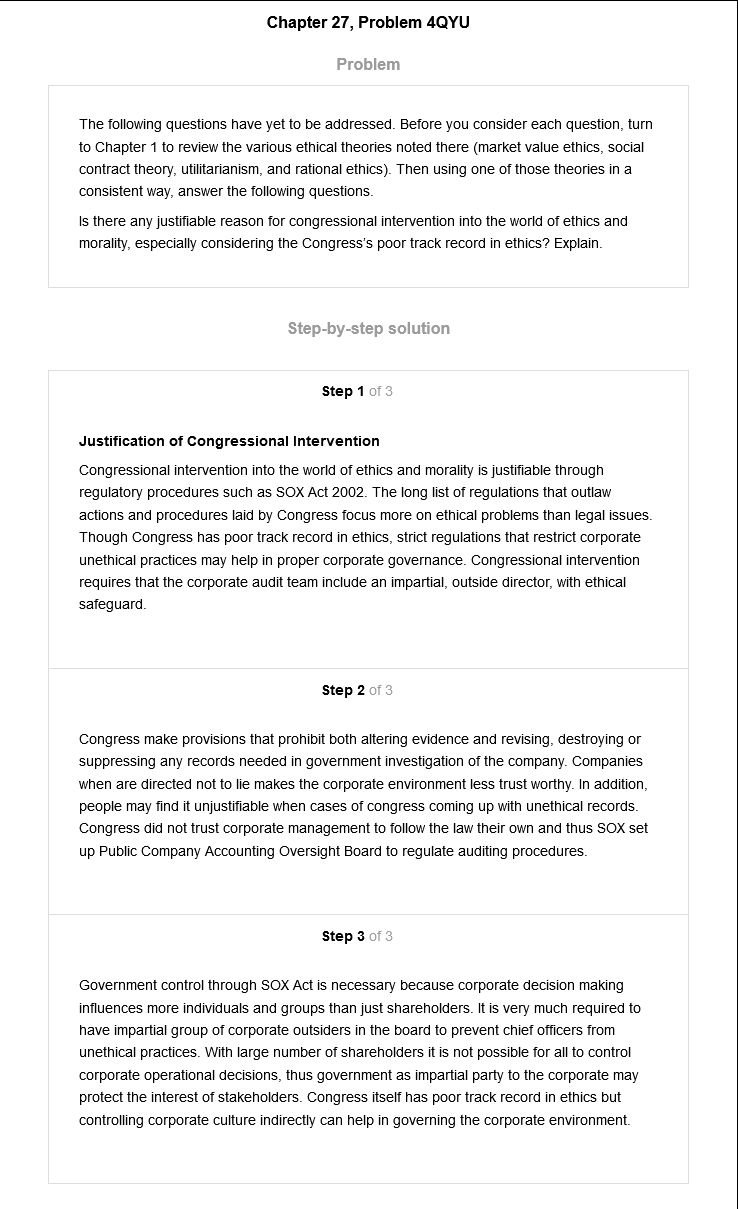 Chapter 27, Problem 4QYU
Problem
The following questions have yet to be addressed. Before you consider each question, turn
to Chapter 1 to review the various ethical theories noted there (market value ethics, social
contract theory, utilitarianism, and rational ethics). Then using one of those theories in a
consistent way, answer the following questions.
Is there any justifiable reason for congressional intervention into the world of ethics and
morality, especially considering the Congress's poor track record in ethics? Explain.
Step-by-step solution
Step 1 of 3
Justification of Congressional Intervention
Congressional intervention into the world of ethics and morality is justifiable through
regulatory procedures such as SOX Act 2002. The long list of regulations that outlaw
actions and procedures laid by Congress focus more on ethical problems than legal issues.
Though Congress has poor track record in ethics, strict regulations that restrict corporate
unethical practices may help in proper corporate governance. Congressional intervention
requires that the corporate audit team include an impartial, outside director, with ethical
safeguard.
Step 2 of 3
Congress make provisions that prohibit both altering evidence and revising, destroying or
suppressing any records needed in government investigation of the company. Companies
when are directed not to lie makes the corporate environment less trust worthy. In addition,
people may find it unjustifiable when cases of congress coming up with unethical records.
Congress did not trust corporate management to follow the law their own and thus SOX set
up Public Company Accounting Oversight Board to regulate auditing procedures.
Step 3 of 3
Government control through SOX Act is necessary because corporate decision making
influences more individuals and groups than just shareholders. It is very much required to
have impartial group of corporate outsiders in the board to prevent chief officers from
unethical practices. With large number of shareholders it is not possible for all to control
corporate operational decisions, thus government as impartial party to the corporate may
protect the interest of stakeholders. Congress itself has poor track record in ethics but
controlling corporate culture indirectly can help in governing the corporate environment.